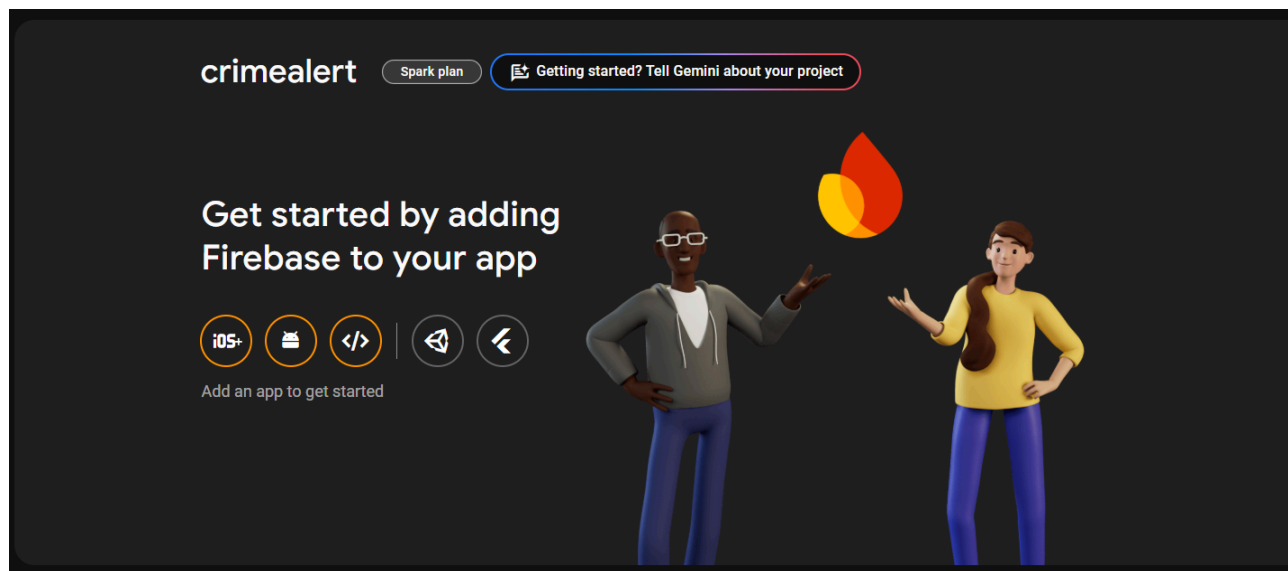 crimealert
Spark plan
Getting started? Tell Gemini about your project
Get started by adding
Firebase to your app
iOS+
</>
Add an app to get started